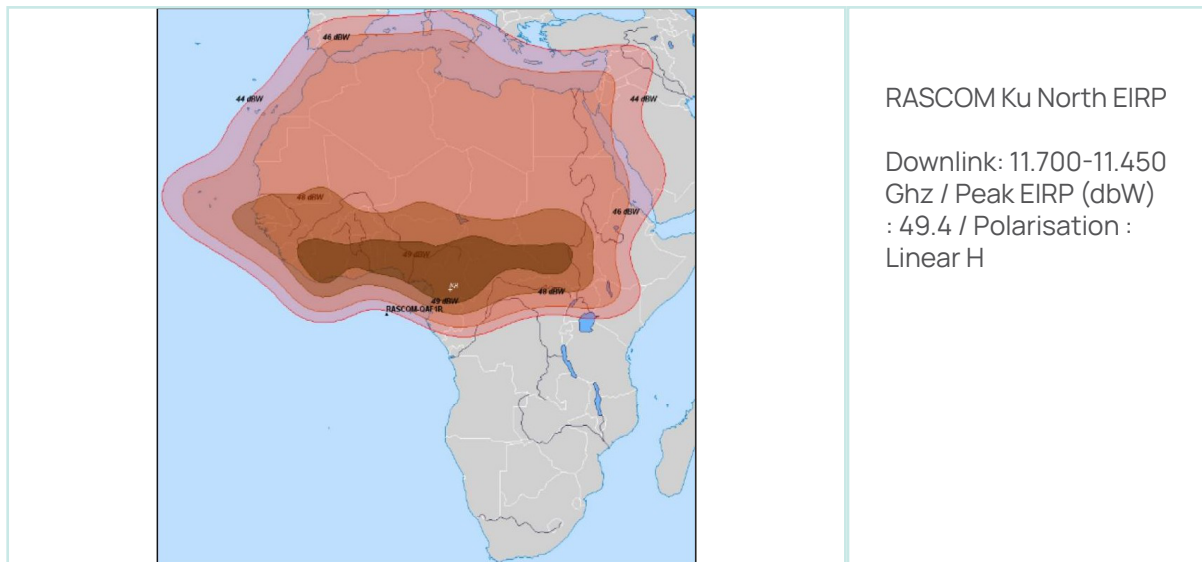 46 dBW
44 dBW
44 dBW
48 dBW
46 dBW
49 dBW
48 dBW
49 dBW
RASCOM-QAF1R
RASCOM Ku North EIRP
Downlink: 11.700-11.450
Ghz / Peak EIRP (dbW)
: 49.4 / Polarisation :
Linear H